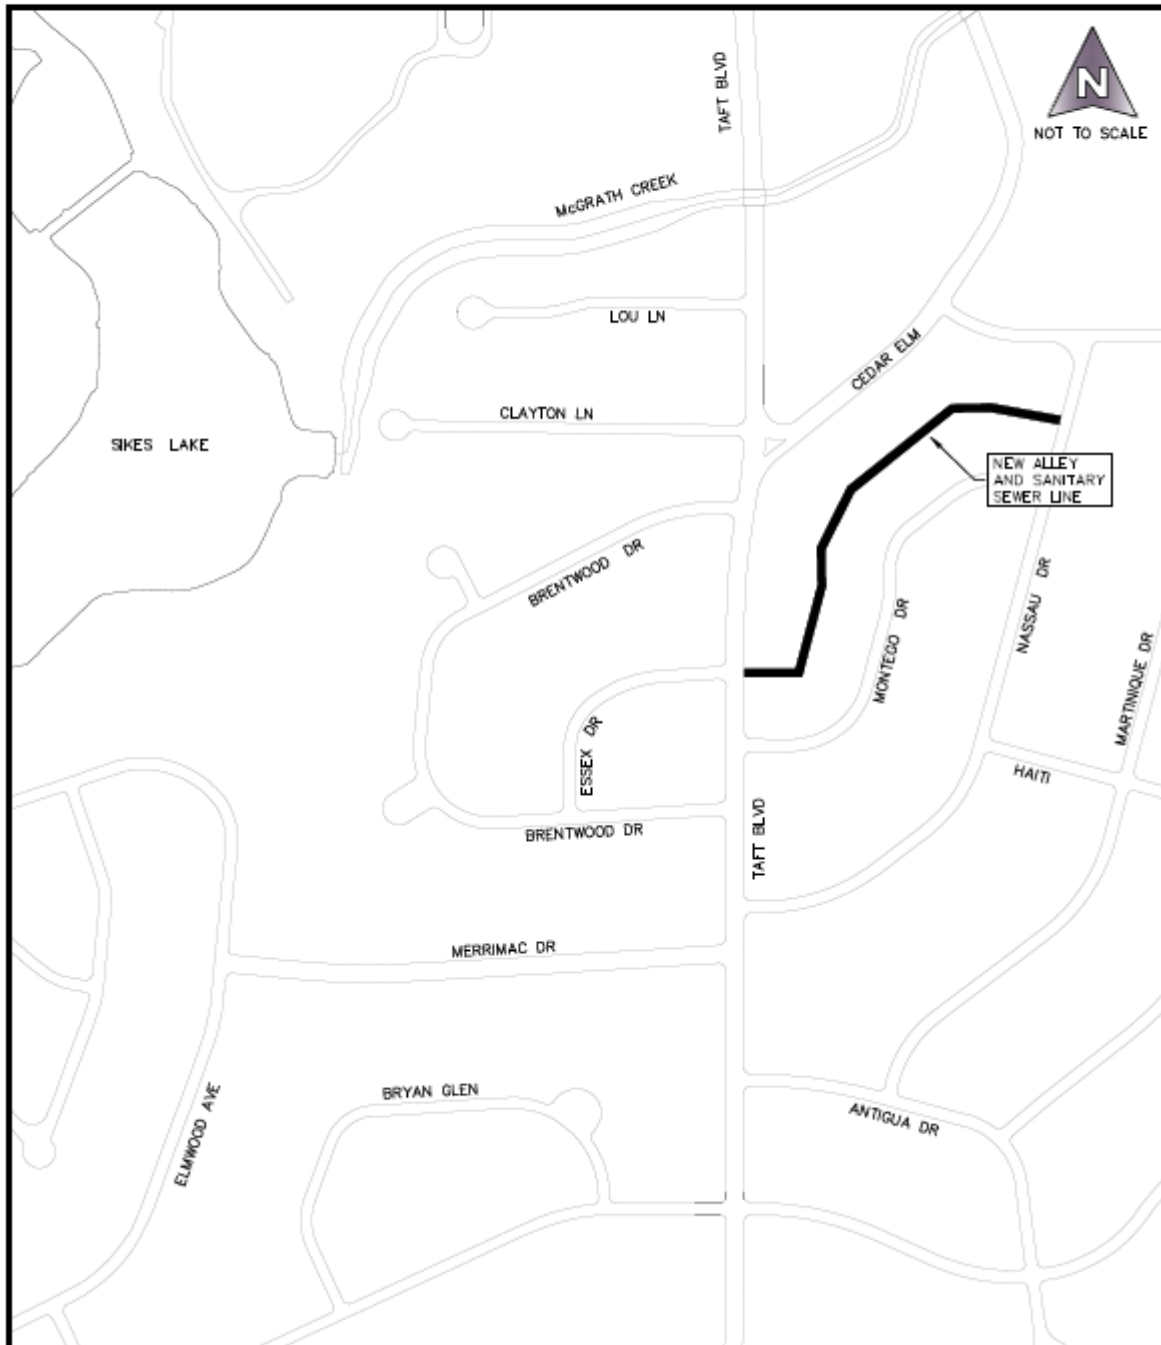 TAFT BLVD
N
NOT TO SCALE
McGRATH CREEK
LOU LN
CEDAR ELM
CLAYTON LN
SIKES LAKE
NEW ALLEY
AND SANITARY
SEWER LINE
BRENTWOOD DR
NASSAU DR
MONTEGO DR
MARTINIQUE DR
ESSEX DR
HAITI
BRENTWOOD DR
TAFT BLVD
MERRIMAC DR
BRYAN GLEN
ANTIGUA DR
ELMWOOD AVE